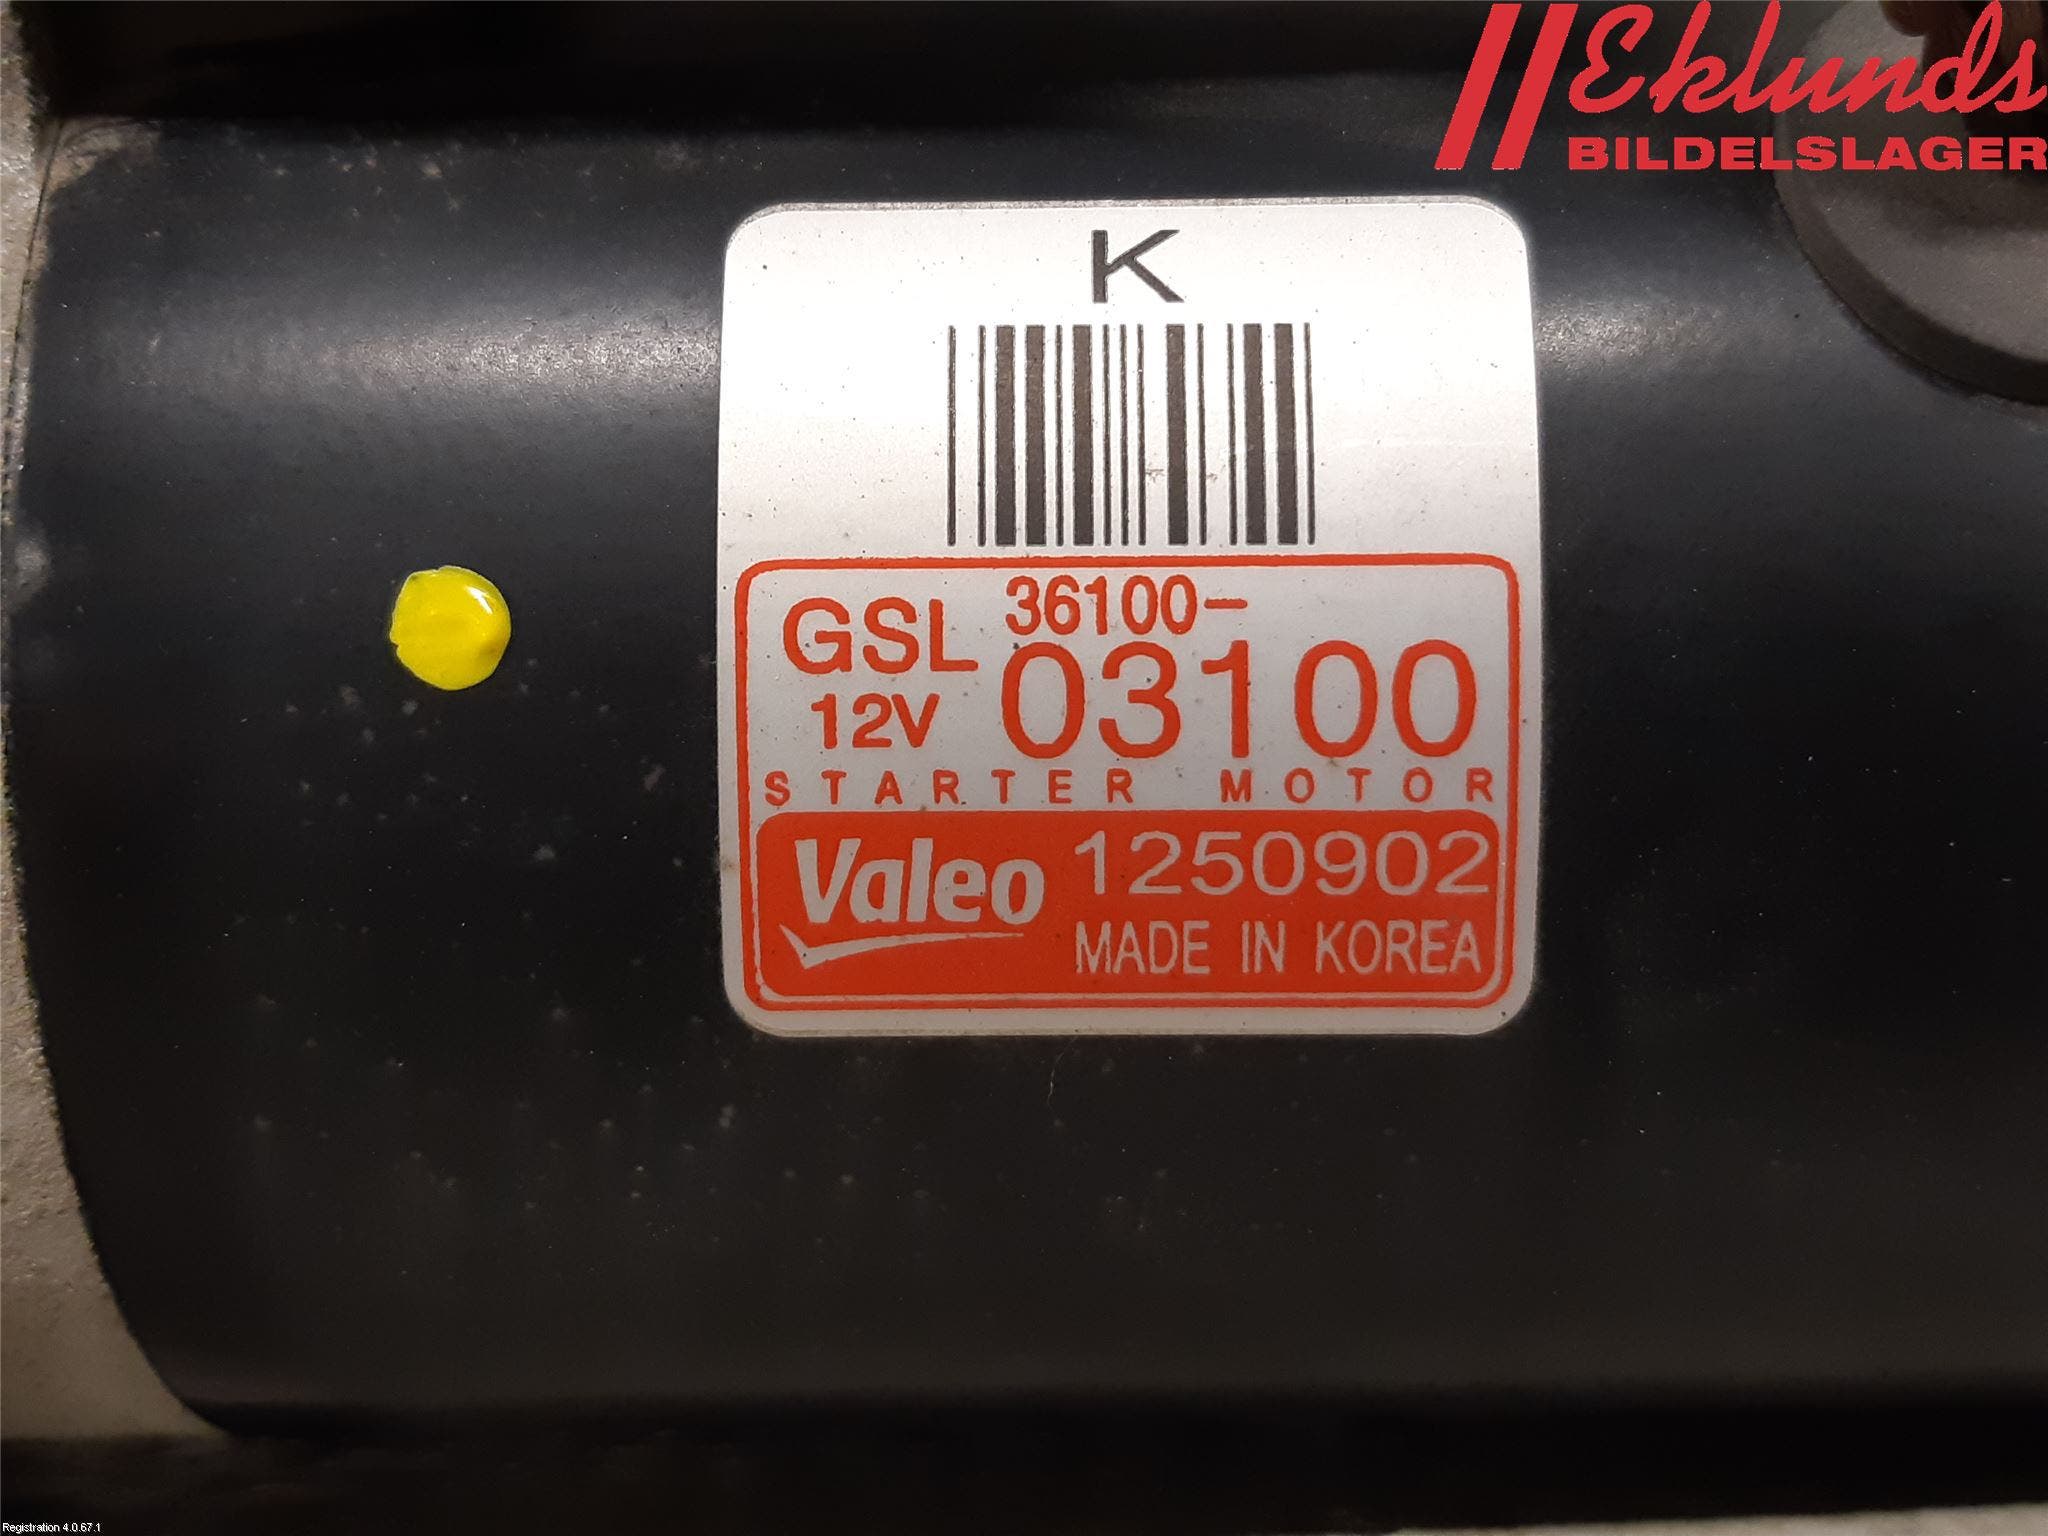 Eklunds
BILDELSLAGER
K
GSL 36100-
12V 03100
STARTER MOTOR
Valeo 1250902
MADE IN KOREA
Registration 4.0.67.1